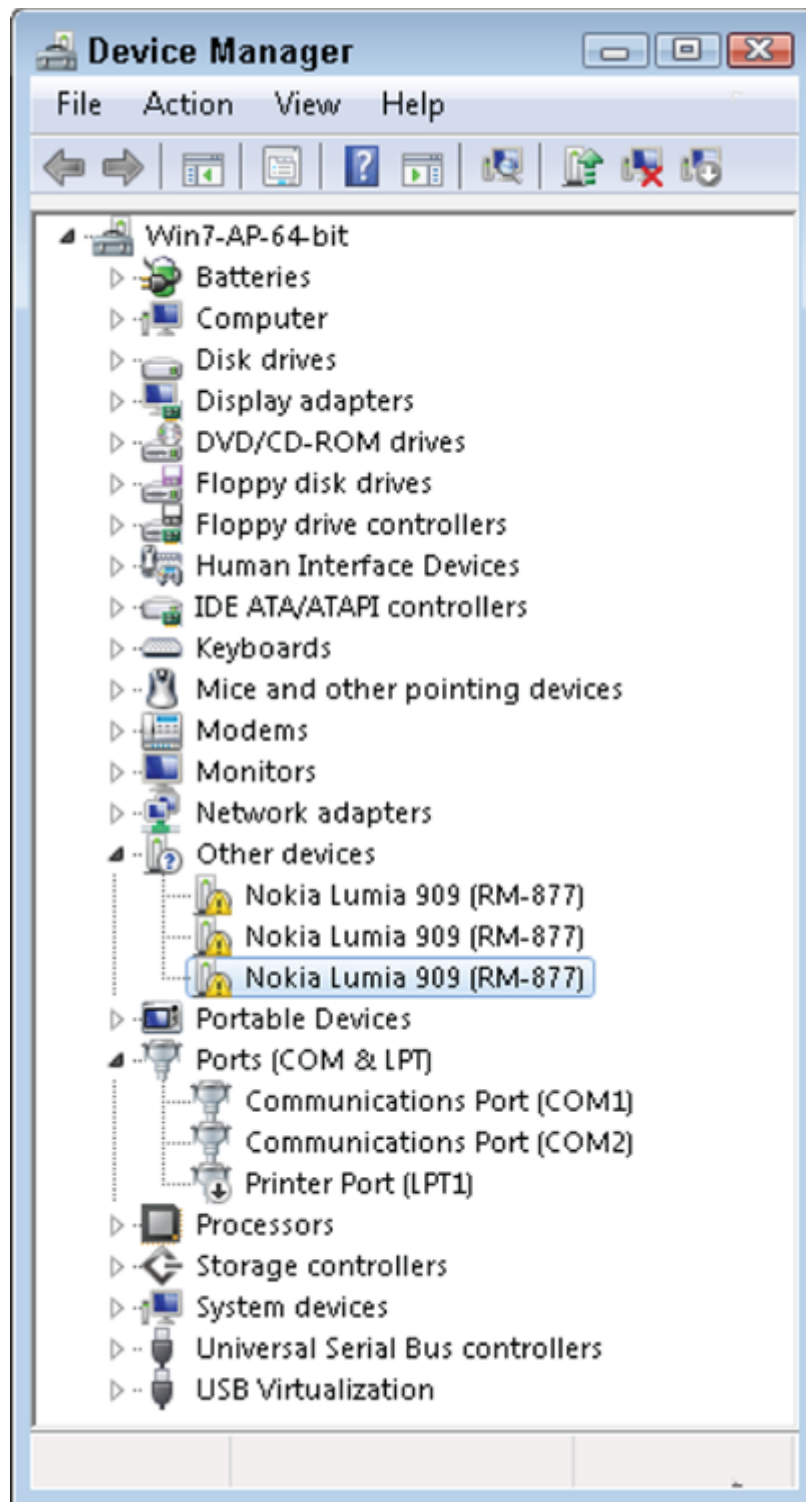 Device Manager
File Action View Help
Win7-AP-64-bit
Batteries
Computer
Disk drives
Display adapters
DVD/CD-ROM drives
Floppy disk drives
Floppy drive controllers
Human Interface Devices
IDE ATA/ATAPI controllers
Keyboards
Mice and other pointing devices
Modems
Monitors
Network adapters
Other devices
Nokia Lumia 909 (RM-877)
Nokia Lumia 909 (RM-877)
Nokia Lumia 909 (RM-877)
Portable Devices
Ports (COM & LPT)
Communications Port (COM1)
Communications Port (COM2)
Printer Port (LPT1)
Processors
Storage controllers
System devices
Universal Serial Bus controllers
USB Virtualization